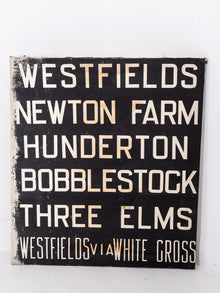 WESTFIELDS
NEWTON FARM
HUNDERTON
BOBBLESTOCK
THREE ELMS
WESTFIELDS VIA WHITE CROSS